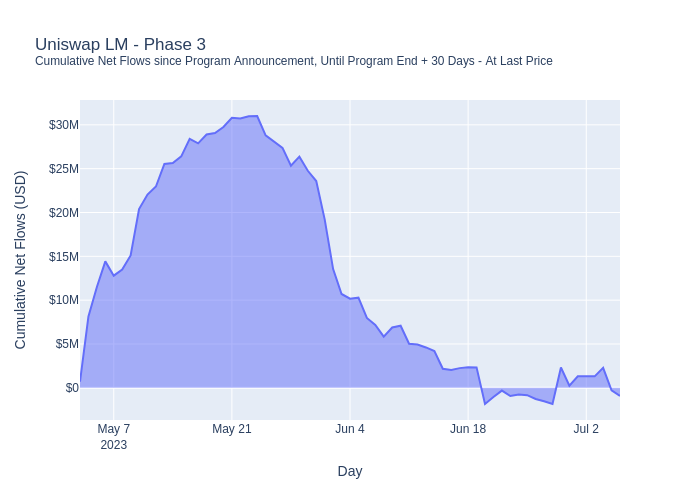 Uniswap LM - Phase 3
Cumulative Net Flows since Program Announcement, Until Program End + 30 Days - At Last Price
Cumulative Net Flows (USD)
$30M
$25M
$20M
$15M
$10M
$5M
$0
May 7
2023
May 21
Jun 4
Jun 18
Jul 2
Day